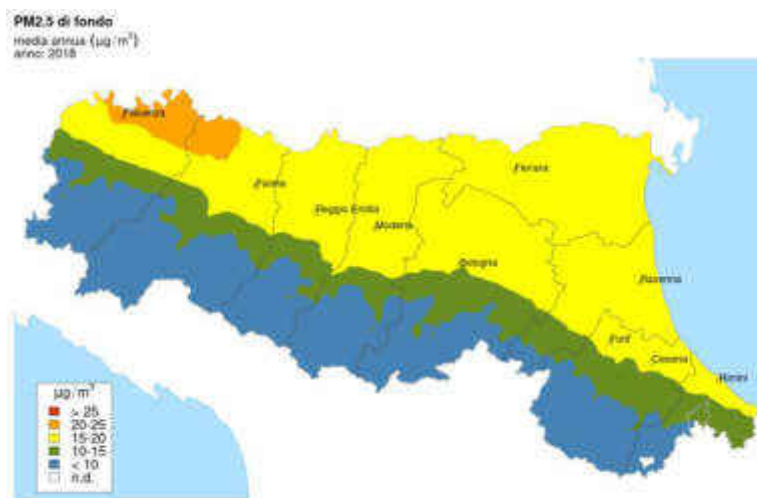 PM2.5 di fondo
media annua (µg/m³)
anno: 2018
Piacenza
Parma
Reggio Emilia
Modena
Ferrara
Bologna
Ravenna
Forlì
Cesena
Rimini
µg/m³
> 25
20-25
15-20
10-15
< 10
n.d.